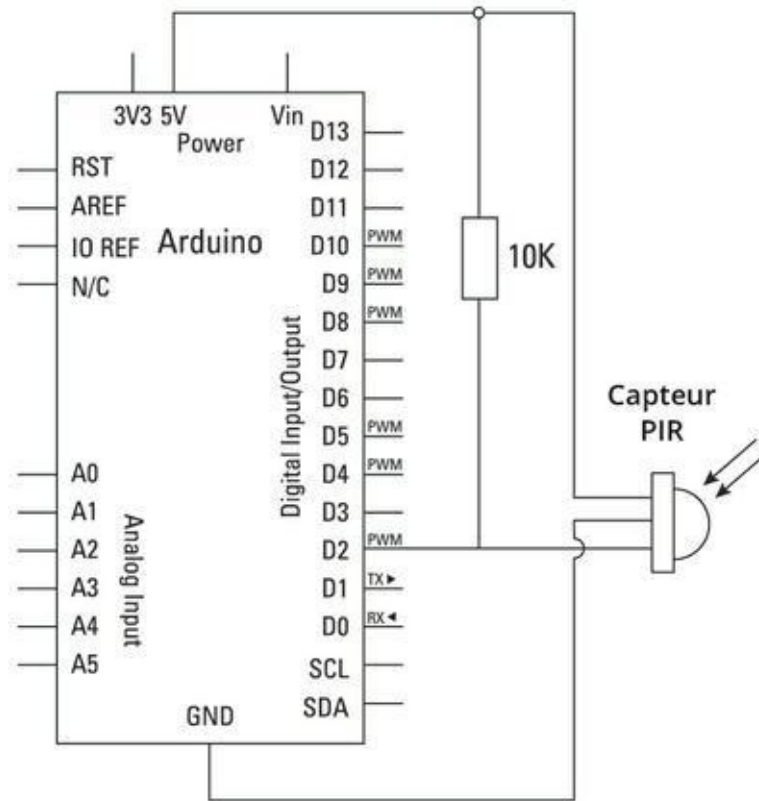 3V3 5V Vin
Power
Arduino
RST
AREF
IO REF
N/C
A0
A1
A2
A3
A4
A5
Analog Input
GND
D13
D12
D11
D10 PWM
D9 PWM
D8 PWM
D7
D6
D5 PWM
D4 PWM
D3
D2 PWM
D1 TX ▶
D0 RX ◀
SCL
SDA
Digital Input/Output
10K
Capteur
PIR